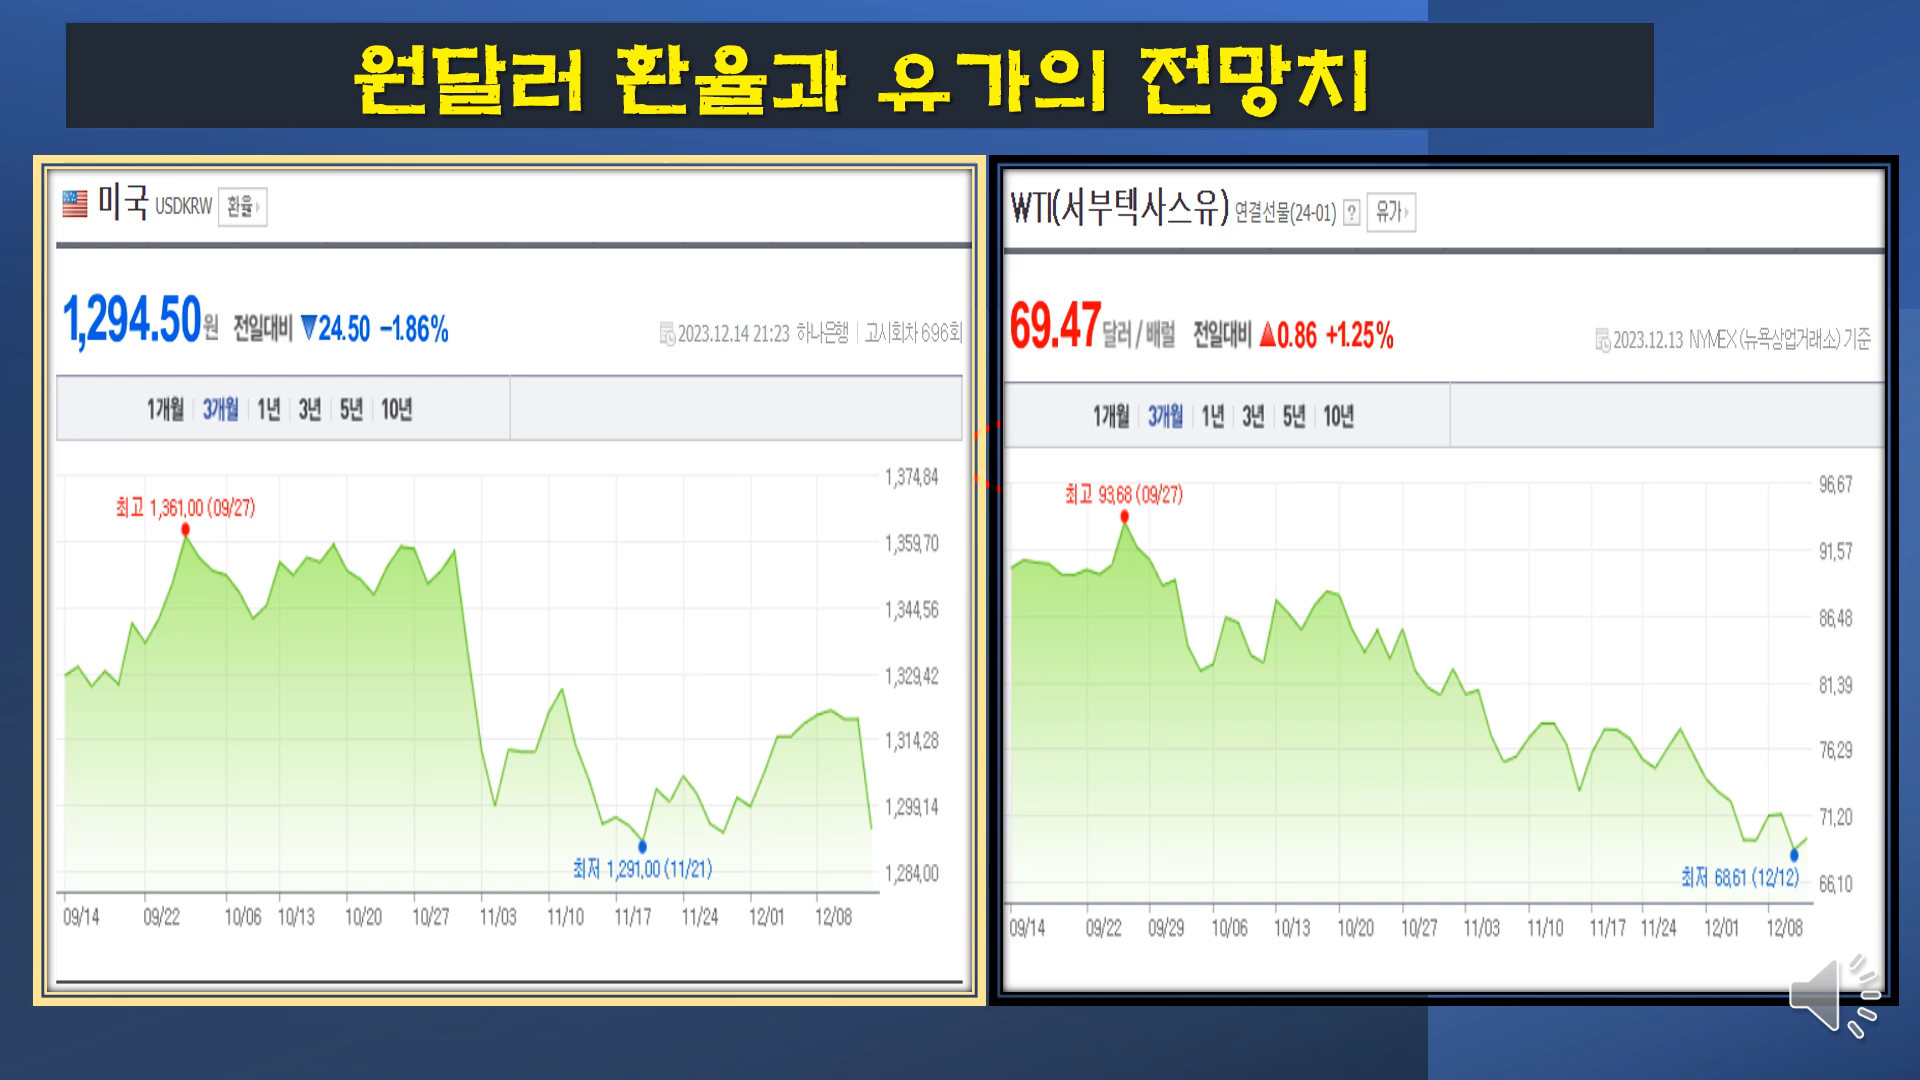 원달러 환율과 유가의 전망치
미국 USDKRW 환율
1,294.50원 전일대비 ▼24.50 -1.86%
2023.12.14 21:23 하나은행 고시회차 696회
1개월 3개월 1년 3년 5년 10년
최고 1,361.00 (09/27)
최저 1,291.00 (11/21)
1,374.84
1,359.70
1,344.56
1,329.42
1,314.28
1,299.14
1,284.00
09/14 09/22 10/06 10/13 10/20 10/27 11/03 11/10 11/17 11/24 12/01 12/08
WTI(서부텍사스유) 연결선물(24-01) ? 유가
69.47 달러 / 배럴 전일대비 ▲0.86 +1.25%
2023.12.13 NYMEX (뉴욕상업거래소) 기준
1개월 3개월 1년 3년 5년 10년
최고 93.68 (09/27)
최저 68.61 (12/12)
96.67
91.57
86.48
81.39
76.29
71.20
66.10
09/14 09/22 09/29 10/06 10/13 10/20 10/27 11/03 11/10 11/17 11/24 12/01 12/08